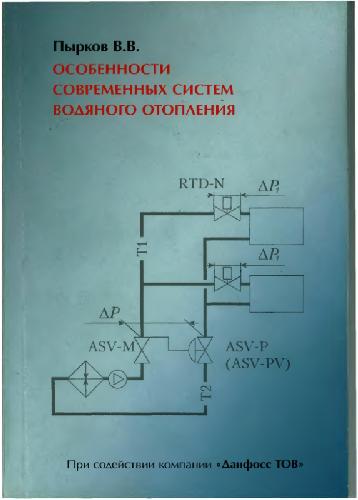 Пырков В.В.
ОСОБЕННОСТИ
СОВРЕМЕННЫХ СИСТЕМ
ВОДЯНОГО ОТОПЛЕНИЯ
RTD-N
ΔP₁
T1
ΔP₁
ΔP
ASV-M
ASV-P
(ASV-PV)
T2
При содействии компании «Данфосс ТОВ»